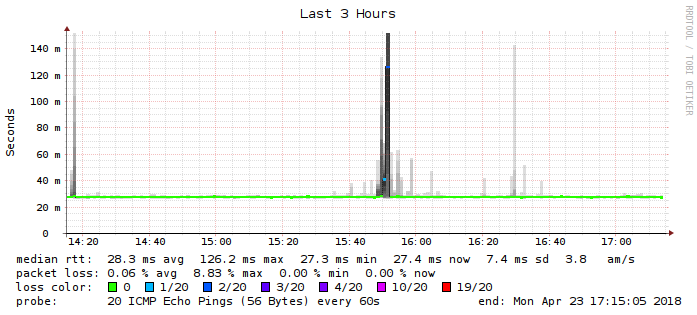 Last 3 Hours
RRDTOOL / TOBI OETIKER
Seconds
140 m
120 m
100 m
80 m
60 m
40 m
20 m
0
14:20 14:40 15:00 15:20 15:40 16:00 16:20 16:40 17:00
median rtt: 28.3 ms avg 126.2 ms max 27.3 ms min 27.4 ms now 7.4 ms sd 3.8 am/s
packet loss: 0.06 % avg 8.83 % max 0.00 % min 0.00 % now
loss color: 0 1/20 2/20 3/20 4/20 10/20 19/20
probe: 20 ICMP Echo Pings (56 Bytes) every 60s end: Mon Apr 23 17:15:05 2018